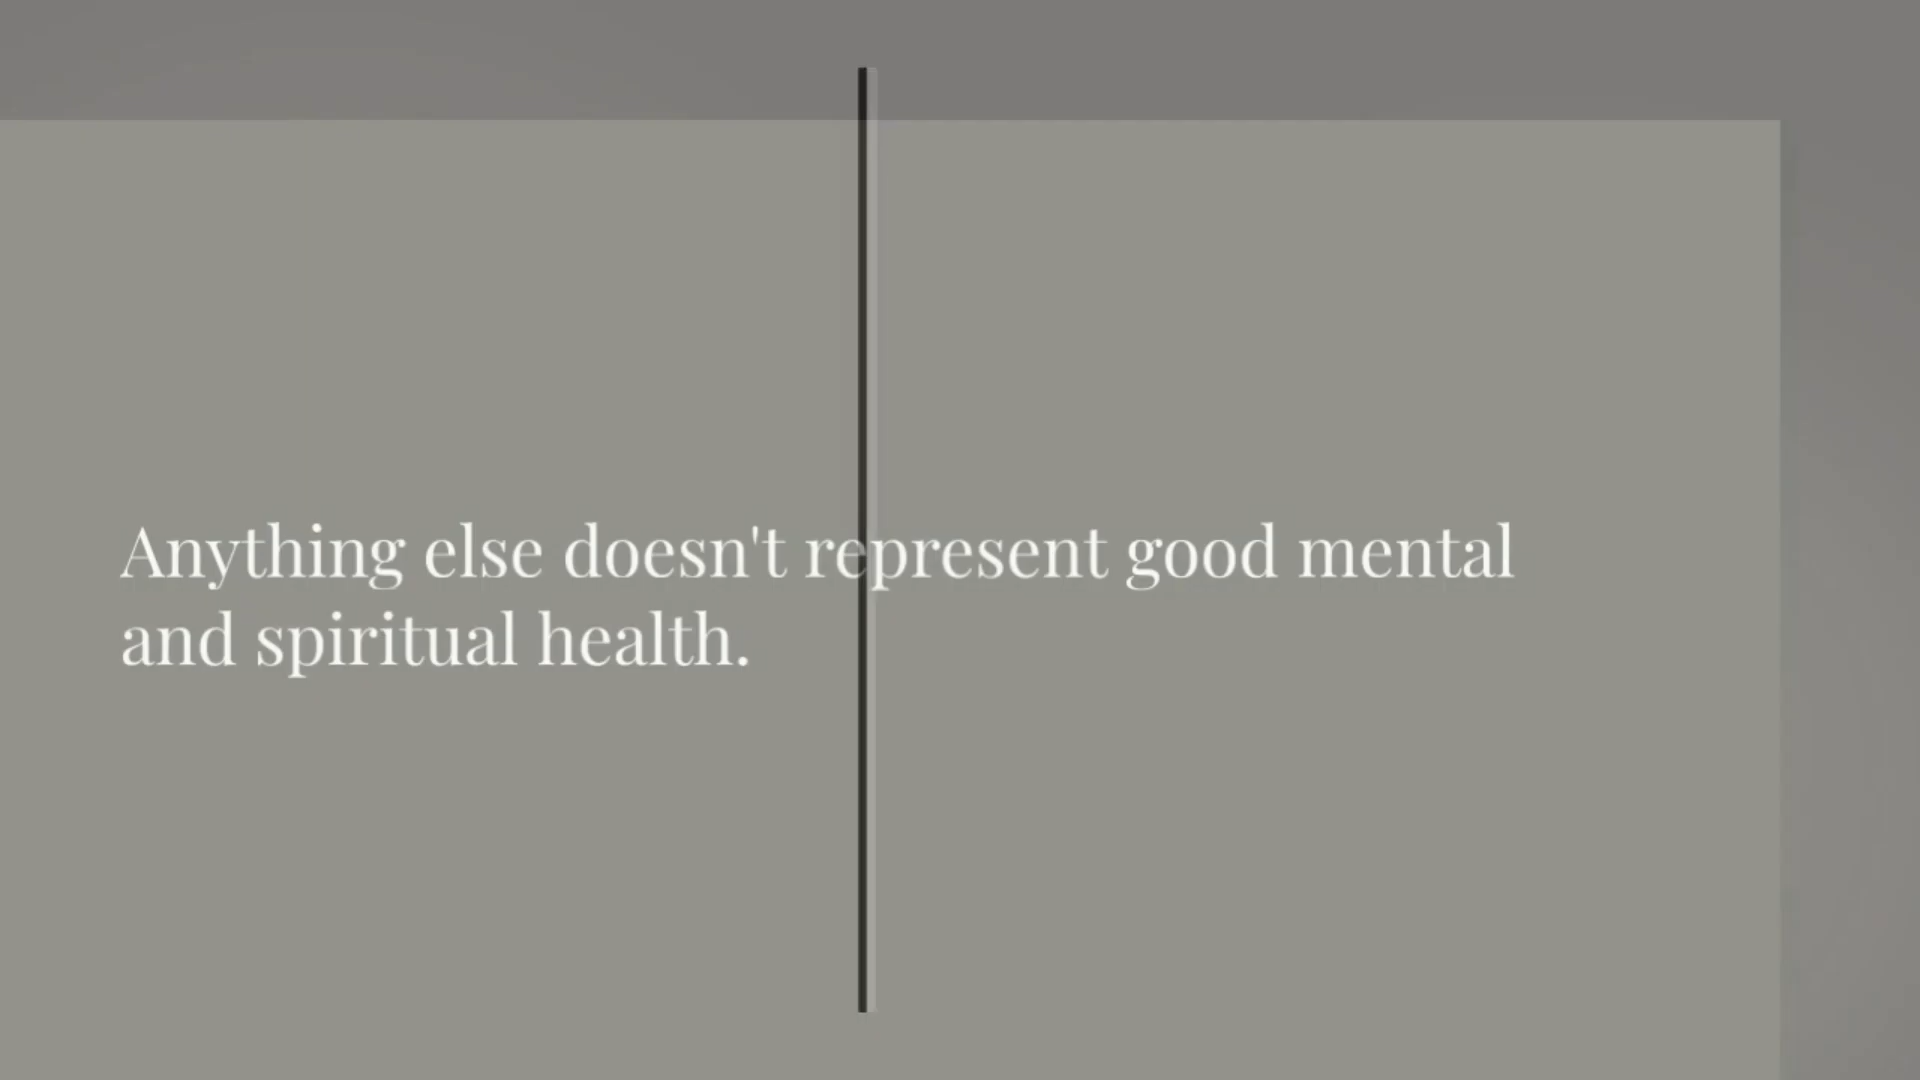 Anything else doesn't represent good mental
and spiritual health.